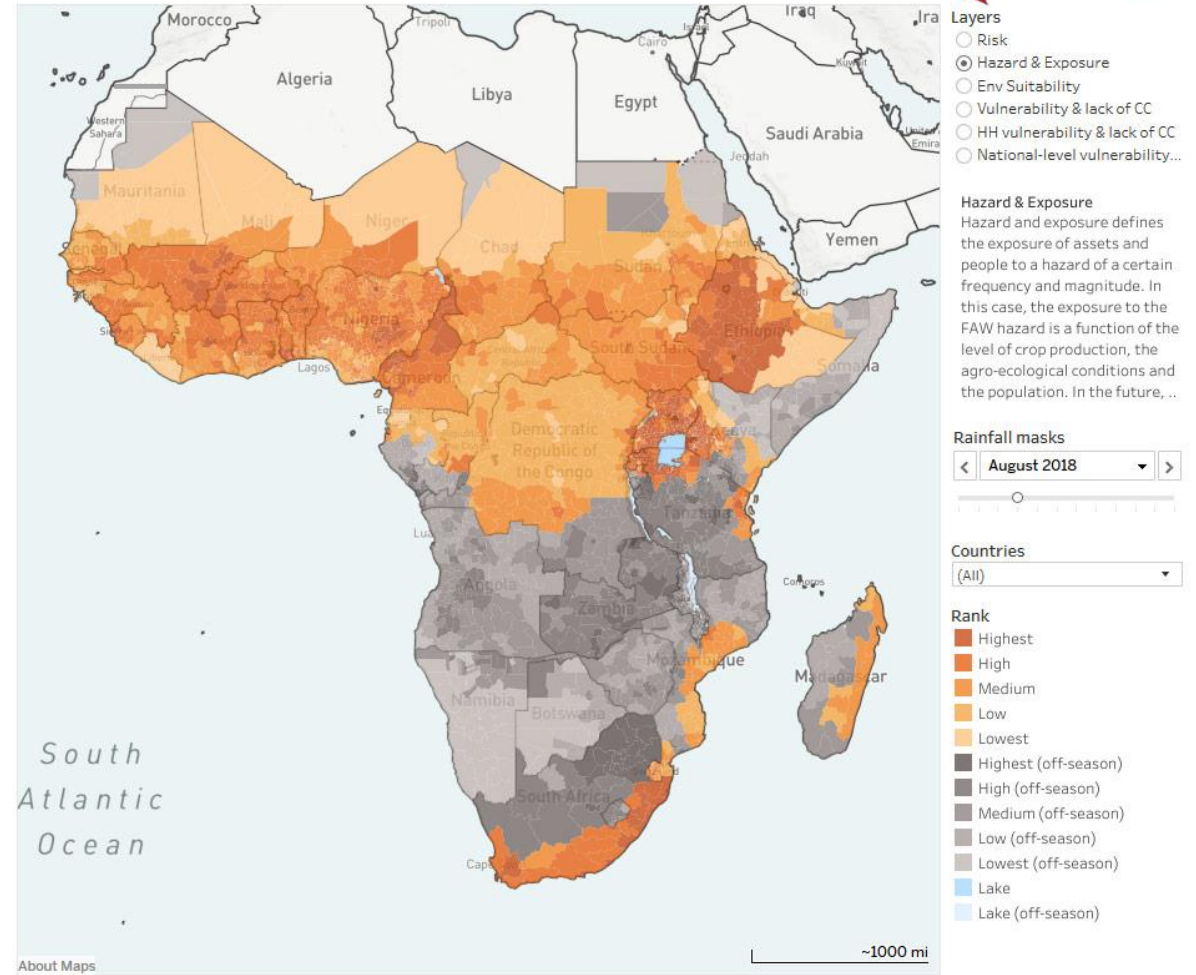 Morocco
Tripoli
Iraq
Cairo
Algeria
Libya
Egypt
Kuwait
Western
Sahara
Saudi Arabia
United
Emira
Jeddah
Mauritania
Mali
Niger
Chad
Sudan
Yemen
Senegal
Nigeria
Ethiopia
South Sudan
Somalia
Lagos
Cameroon
Democratic
Republic of
the Congo
Kenya
Tanzania
Lua
Angola
Comoros
Zambia
Mozambique
Madagascar
Namibia
Botswana
South Africa
Cape
South
Atlantic
Ocean
~1000 mi
About Maps
Layers
Risk
Hazard & Exposure
Env Suitability
Vulnerability & lack of CC
HH vulnerability & lack of CC
National-level vulnerability...
Hazard & Exposure
Hazard and exposure defines
the exposure of assets and
people to a hazard of a certain
frequency and magnitude. In
this case, the exposure to the
FAW hazard is a function of the
level of crop production, the
agro-ecological conditions and
the population. In the future, ..
Rainfall masks
August 2018
Countries
(All)
Rank
Highest
High
Medium
Low
Lowest
Highest (off-season)
High (off-season)
Medium (off-season)
Low (off-season)
Lowest (off-season)
Lake
Lake (off-season)